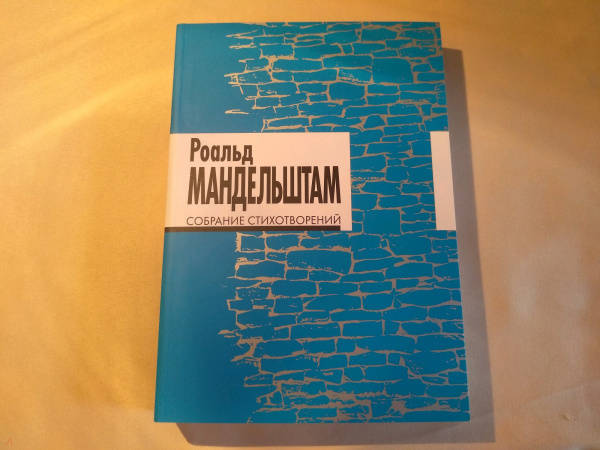 Роальд
МАНДЕЛЬШТАМ
СОБРАНИЕ СТИХОТВОРЕНИЙ